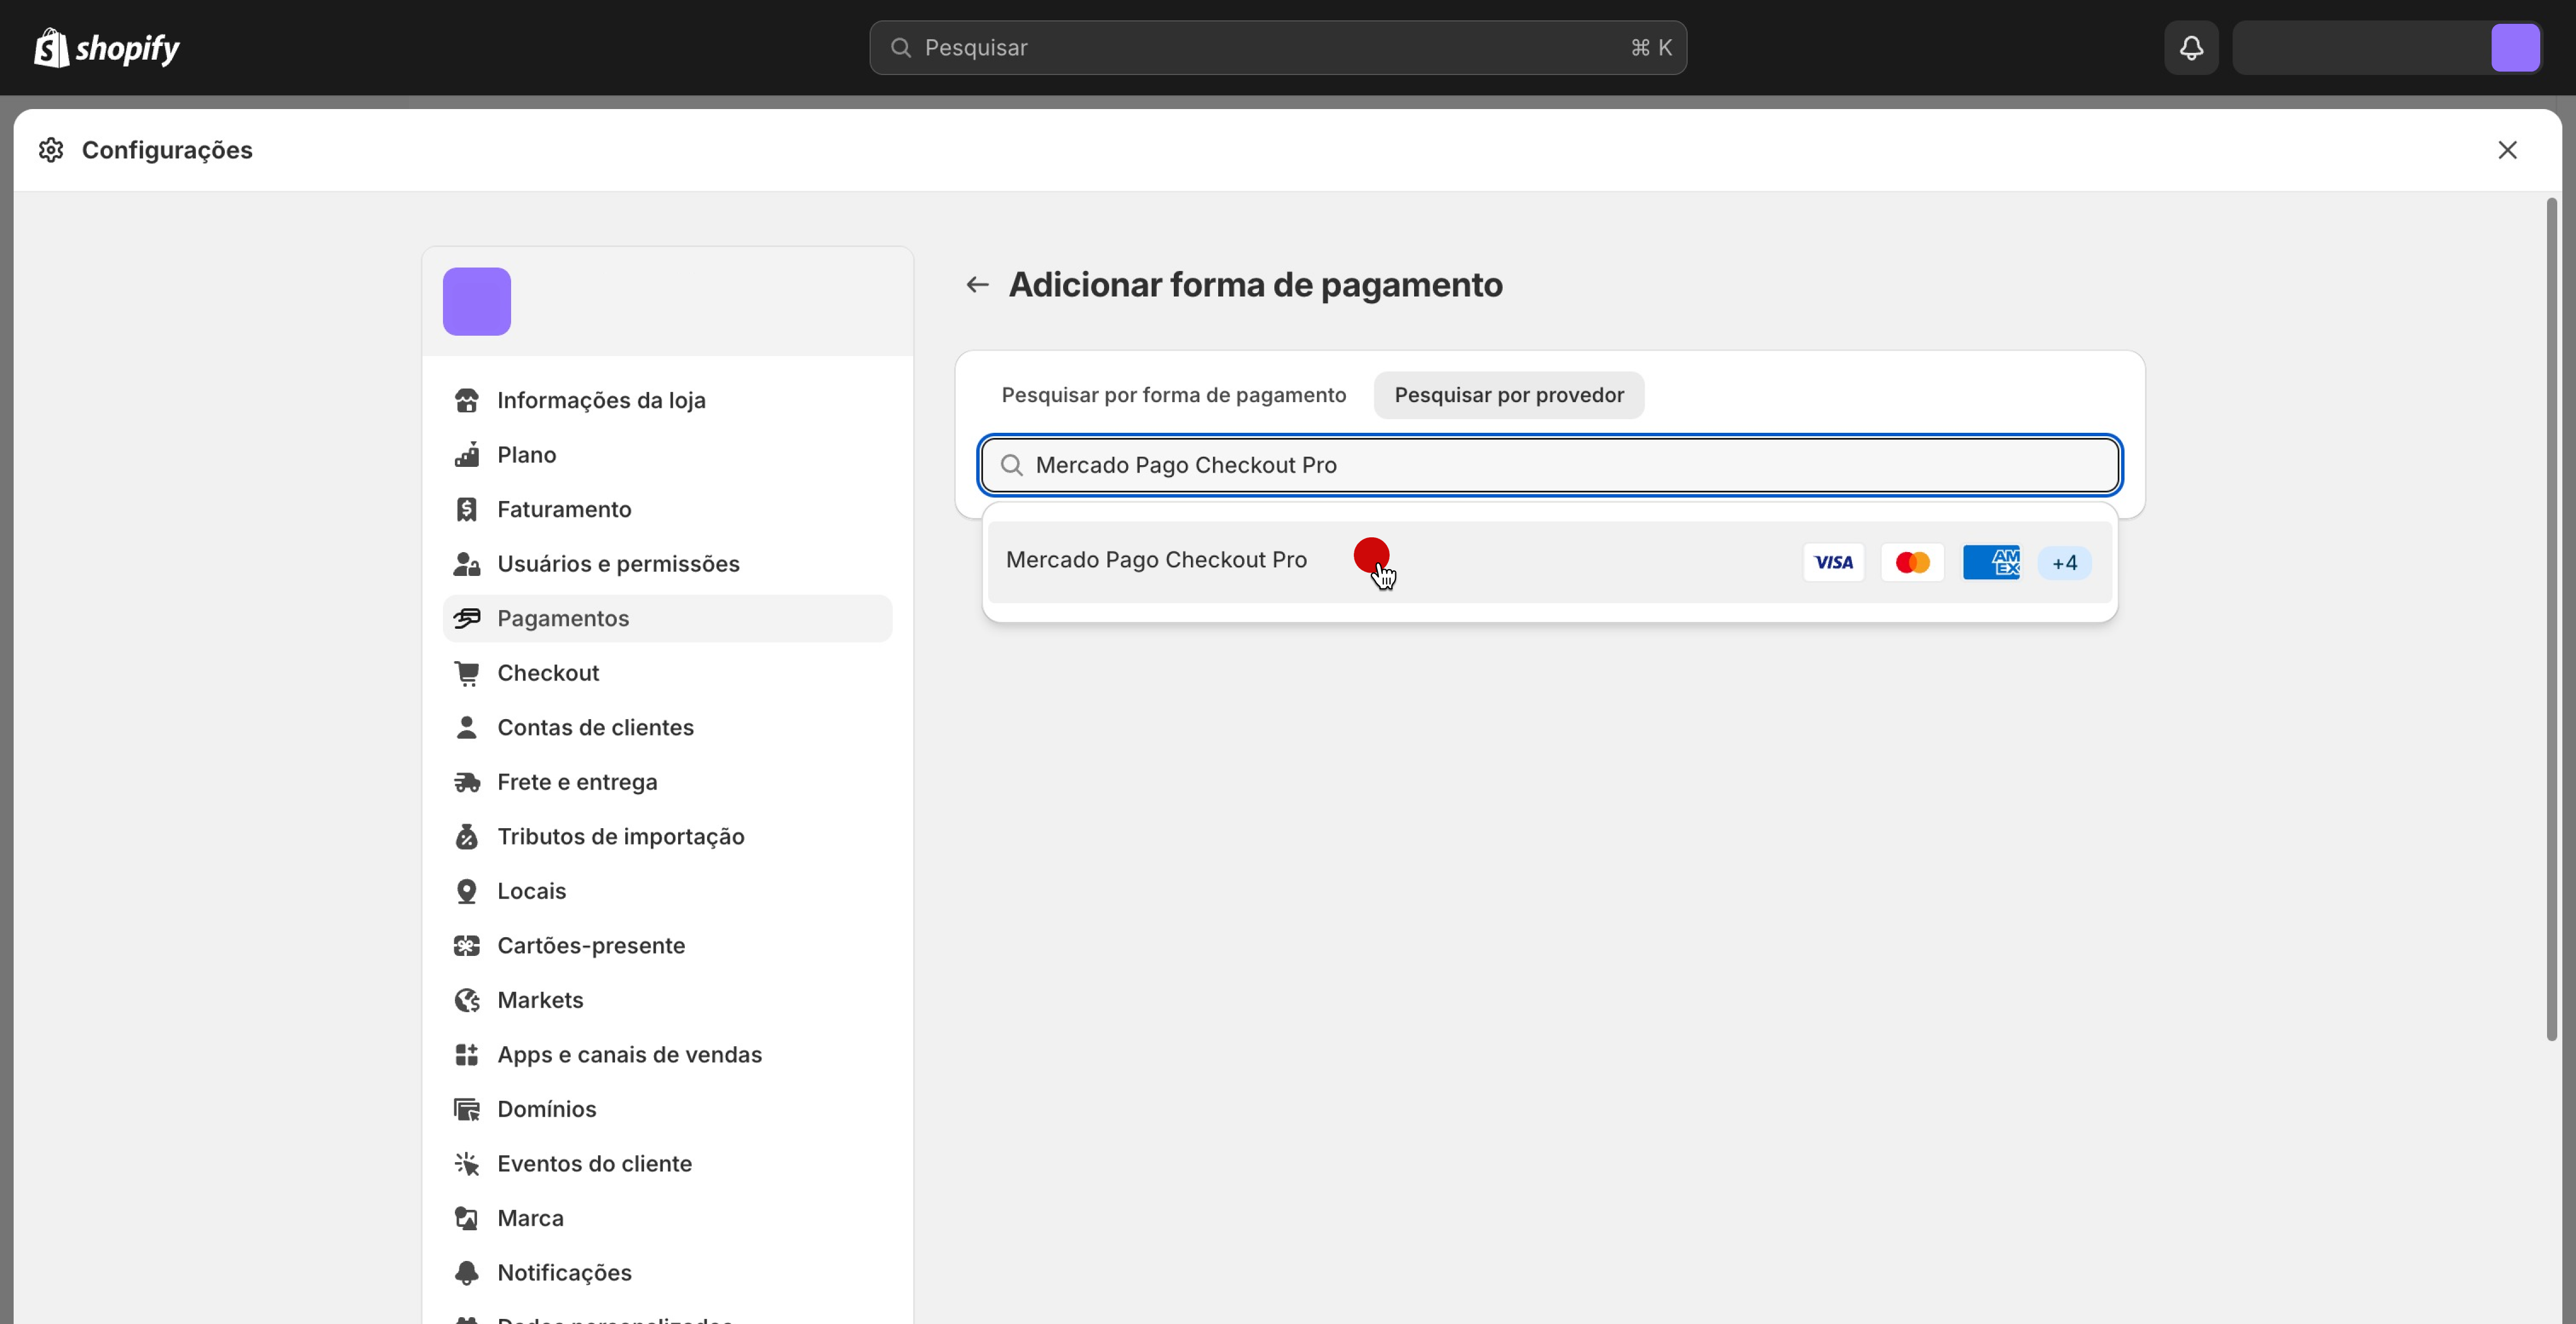 shopify
Pesquisar
⌘ K
Configurações
Adicionar forma de pagamento
Pesquisar por forma de pagamento
Pesquisar por provedor
Mercado Pago Checkout Pro
Mercado Pago Checkout Pro
VISA
AM
EX
+4
Informações da loja
Plano
Faturamento
Usuários e permissões
Pagamentos
Checkout
Contas de clientes
Frete e entrega
Tributos de importação
Locais
Cartões-presente
Markets
Apps e canais de vendas
Domínios
Eventos do cliente
Marca
Notificações